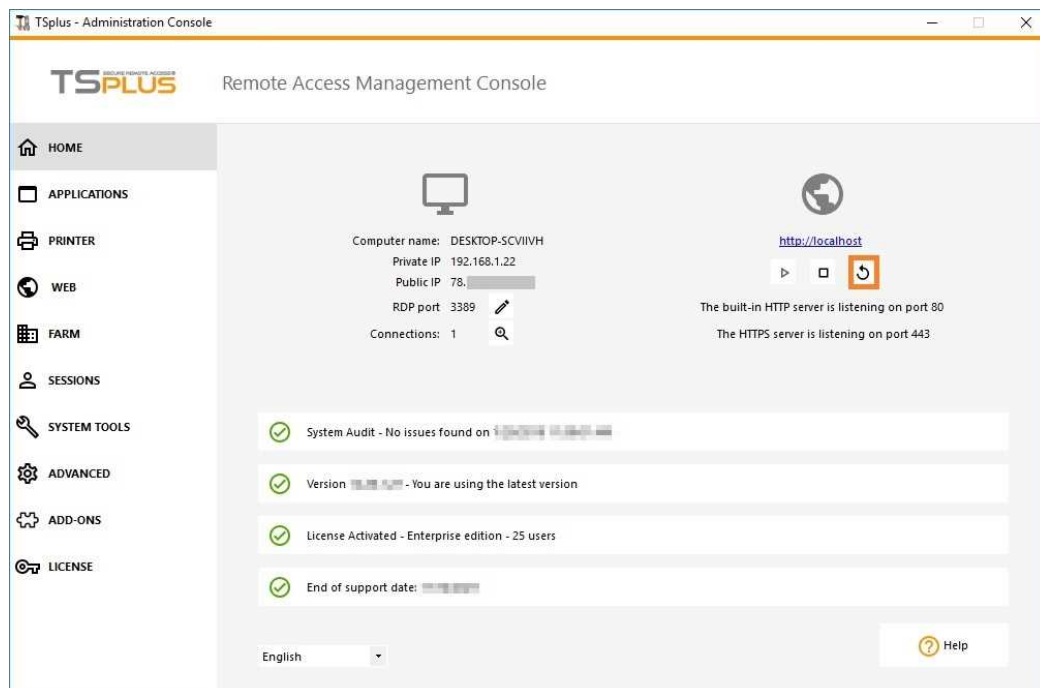 TSplus - Administration Console
TSPLUS
SECURE REMOTE ACCESS
Remote Access Management Console
HOME
APPLICATIONS
PRINTER
WEB
FARM
SESSIONS
SYSTEM TOOLS
ADVANCED
ADD-ONS
LICENSE
Computer name: DESKTOP-SCVIIVH
Private IP 192.168.1.22
Public IP 78.
RDP port 3389
Connections: 1
http://localhost
The built-in HTTP server is listening on port 80
The HTTPS server is listening on port 443
System Audit - No issues found on
Version - You are using the latest version
License Activated - Enterprise edition - 25 users
End of support date:
English
Help